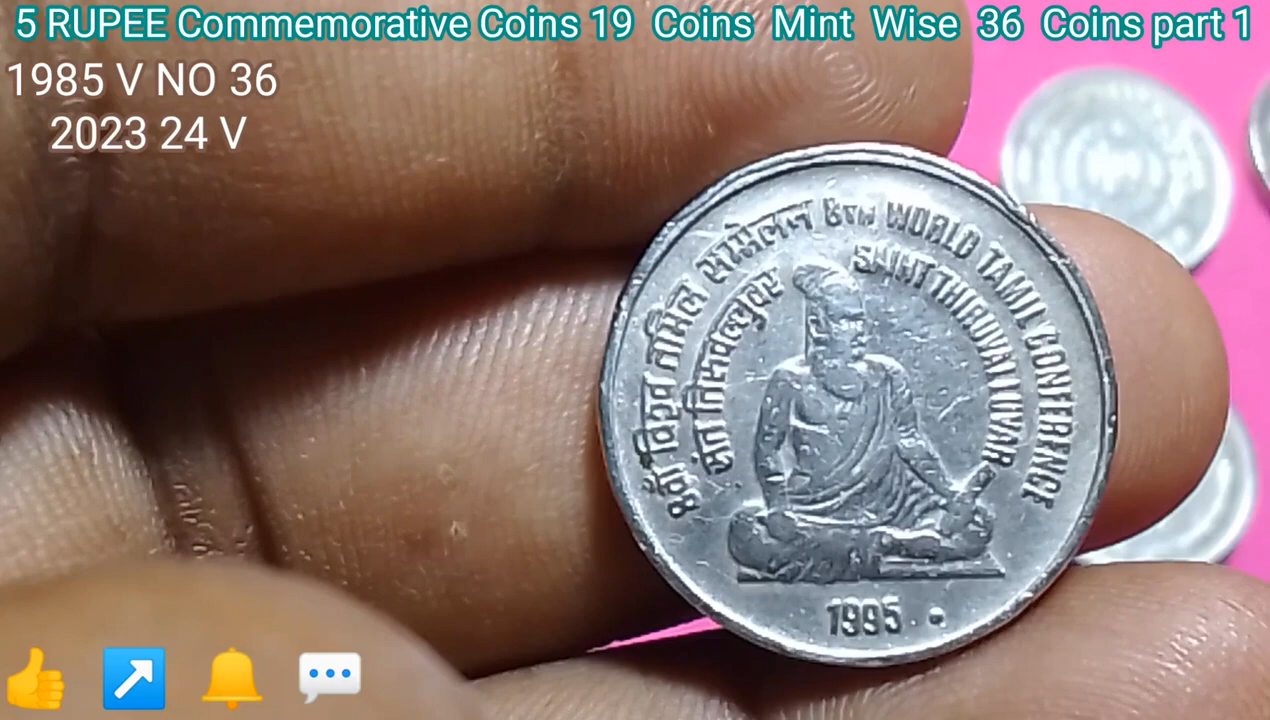 5 RUPEE Commemorative Coins 19 Coins Mint Wise 36 Coins part 1
1985 V NO 36
2023 24 V
8वाँ विश्व तामिल सम्मेलन 8TH WORLD TAMIL CONFERENCE
संत तिरुवल्लुवर SAINT THIRUVALLUVAR
1995